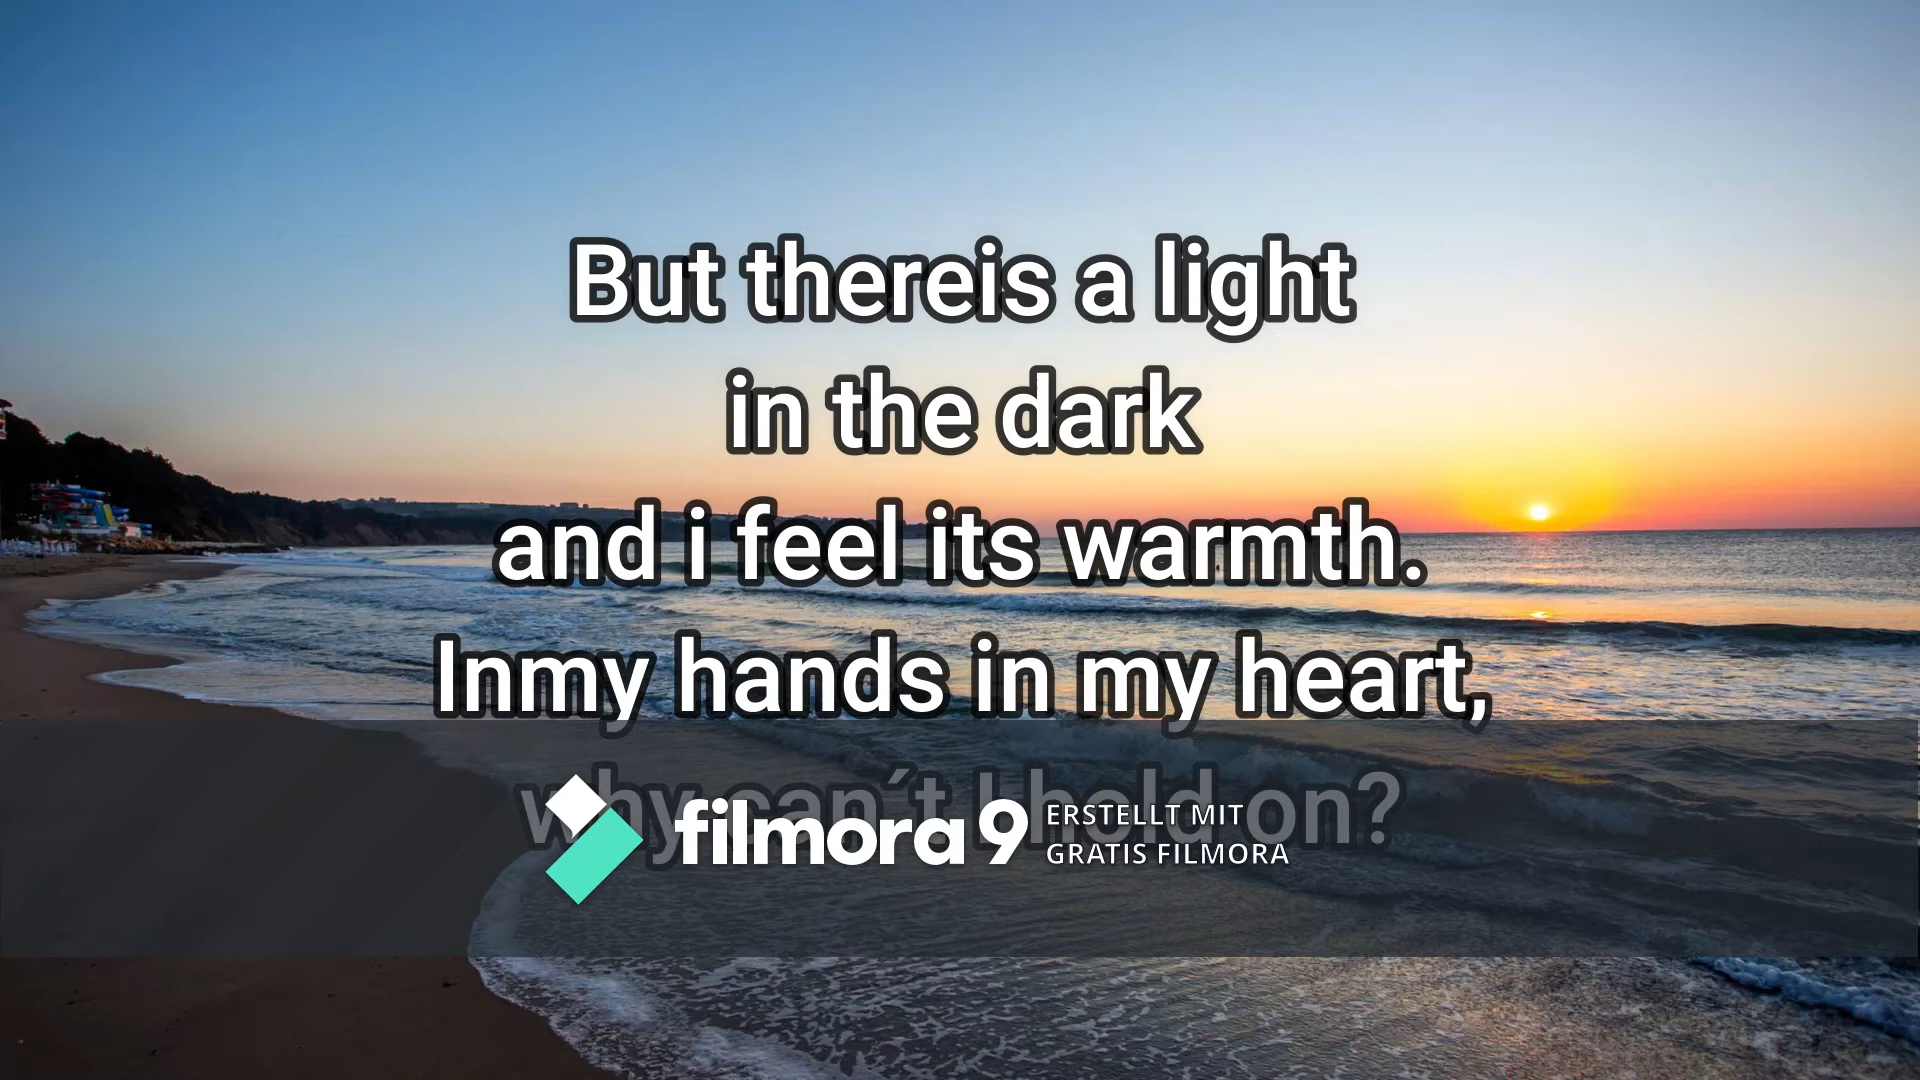 But thereis a light
in the dark
and i feel its warmth.
Inmy hands in my heart,
why can´t I hold on?
filmora 9 ERSTELLT MIT
GRATIS FILMORA